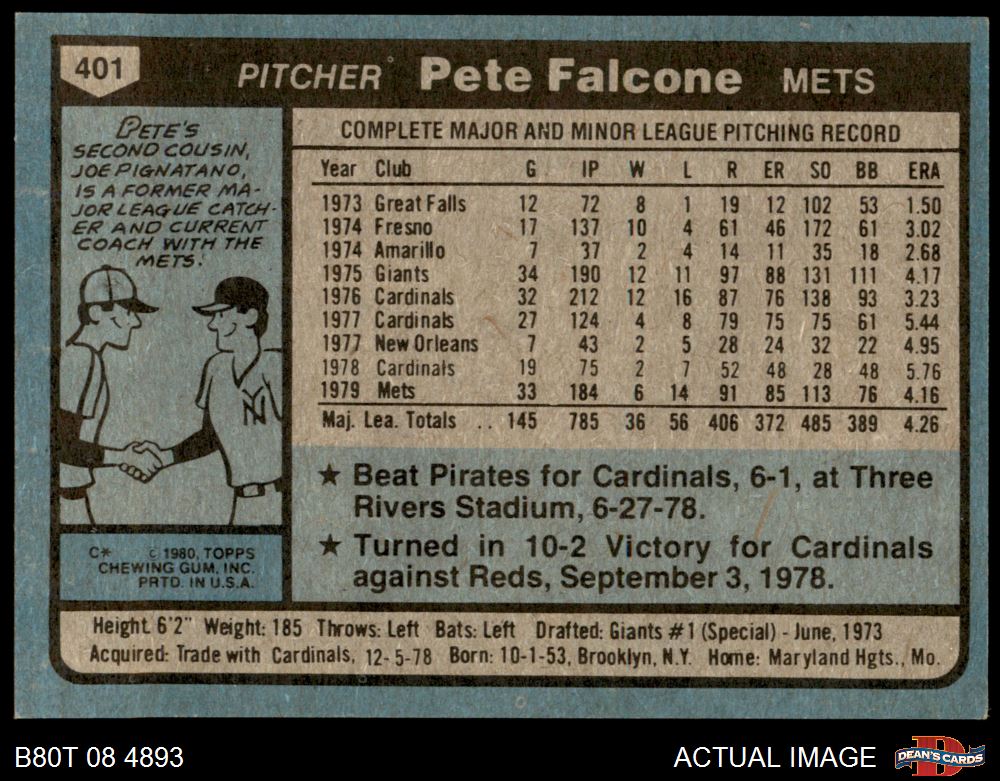 401
PITCHER Pete Falcone METS
PETE'S
SECOND COUSIN,
JOE PIGNATANO,
IS A FORMER MA-
JOR LEAGUE CATCH-
ER AND CURRENT
COACH WITH THE
METS.
NY
C* © 1980, TOPPS
CHEWING GUM, INC.
PRTD. IN U.S.A.
COMPLETE MAJOR AND MINOR LEAGUE PITCHING RECORD
Year Club G IP W L R ER SO BB ERA
1973 Great Falls 12 72 8 1 19 12 102 53 1.50
1974 Fresno 17 137 10 4 61 46 172 61 3.02
1974 Amarillo 7 37 2 4 14 11 35 18 2.68
1975 Giants 34 190 12 11 97 88 131 111 4.17
1976 Cardinals 32 212 12 16 87 76 138 93 3.23
1977 Cardinals 27 124 4 8 79 75 75 61 5.44
1977 New Orleans 7 43 2 5 28 24 32 22 4.95
1978 Cardinals 19 75 2 7 52 48 28 48 5.76
1979 Mets 33 184 6 14 91 85 113 76 4.16
Maj. Lea. Totals .. 145 785 36 56 406 372 485 389 4.26
★ Beat Pirates for Cardinals, 6-1, at Three
Rivers Stadium, 6-27-78.
★ Turned in 10-2 Victory for Cardinals
against Reds, September 3, 1978.
Height: 6'2" Weight: 185 Throws: Left Bats: Left Drafted: Giants #1 (Special) - June, 1973
Acquired: Trade with Cardinals, 12-5-78 Born: 10-1-53, Brooklyn, N.Y. Home: Maryland Hgts., Mo.
B80T 08 4893
ACTUAL IMAGE
D
DEAN'S CARDS